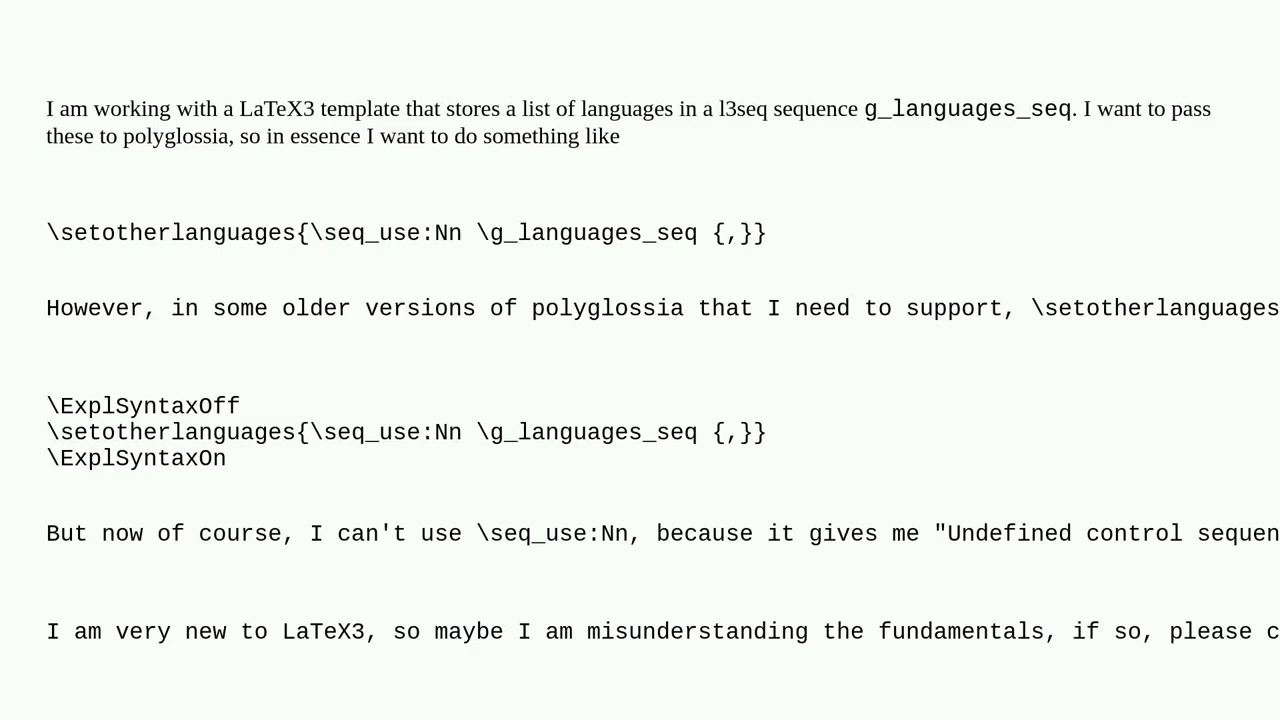 I am working with a LaTeX3 template that stores a list of languages in a l3seq sequence g_languages_seq. I want to pass
these to polyglossia, so in essence I want to do something like
\setotherlanguages{\seq_use:Nn \g_languages_seq {,}}
However, in some older versions of polyglossia that I need to support, \setotherlanguages
\ExplSyntaxOff
\setotherlanguages{\seq_use:Nn \g_languages_seq {,}}
\ExplSyntaxOn
But now of course, I can't use \seq_use:Nn, because it gives me "Undefined control
I am very new to LaTeX3, so maybe I am misunderstanding the fundamentals, if so, please